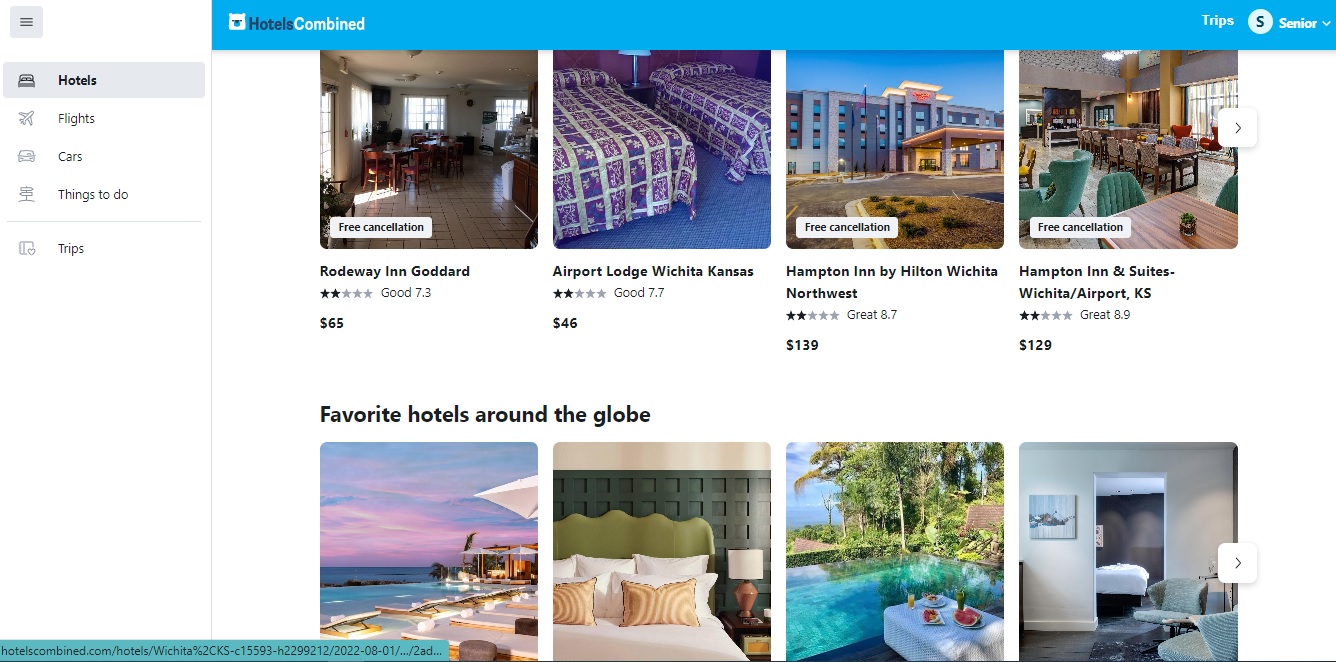 HotelsCombined
Trips
S
Senior
Hotels
Flights
Cars
Things to do
Trips
Free cancellation
Free cancellation
Free cancellation
Rodeway Inn Goddard
Good 7.3
$65
Airport Lodge Wichita Kansas
Good 7.7
$46
Hampton Inn by Hilton Wichita
Northwest
Great 8.7
$139
Hampton Inn & Suites-
Wichita/Airport, KS
Great 8.9
$129
Favorite hotels around the globe
hotelscombined.com/hotels/Wichita%2CKS-c15593-h2299212/2022-08-01/.../2ad...